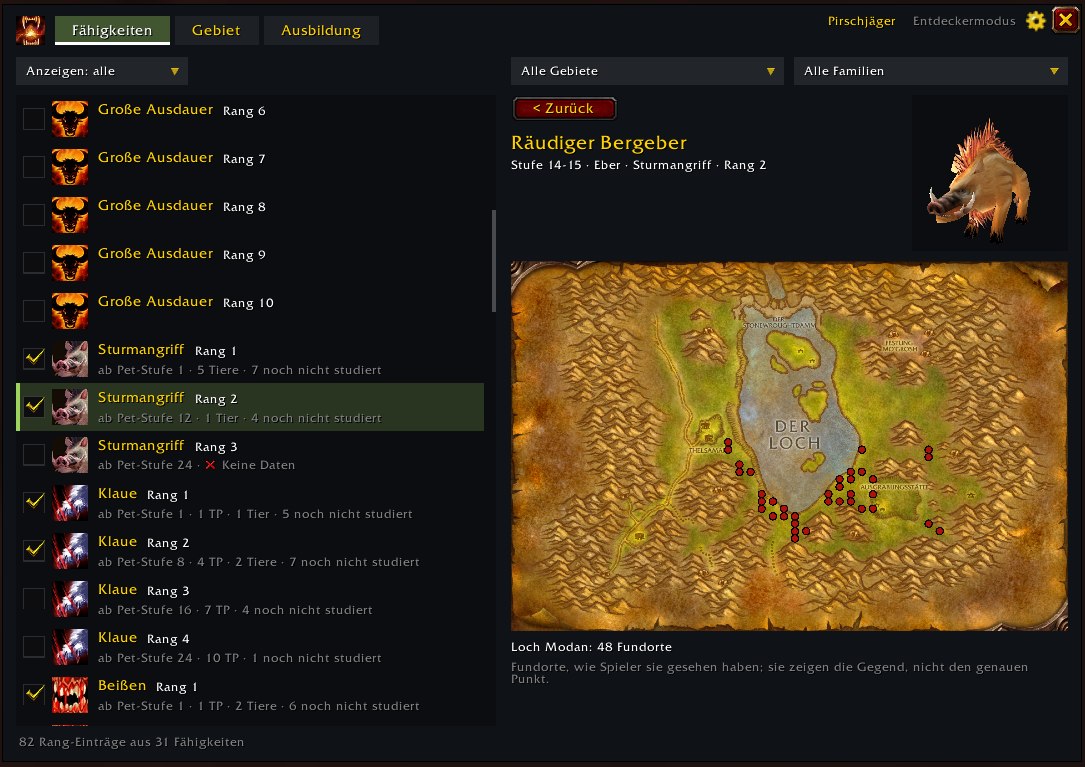 Fähigkeiten
Gebiet
Ausbildung
Pirschjäger
Entdeckermodus
Anzeigen: alle
Alle Gebiete
Alle Familien
Große Ausdauer Rang 6
Große Ausdauer Rang 7
Große Ausdauer Rang 8
Große Ausdauer Rang 9
Große Ausdauer Rang 10
Sturmangriff Rang 1
ab Pet-Stufe 1 · 5 Tiere · 7 noch nicht studiert
Sturmangriff Rang 2
ab Pet-Stufe 12 · 1 Tier · 4 noch nicht studiert
Sturmangriff Rang 3
ab Pet-Stufe 24 · Keine Daten
Klaue Rang 1
ab Pet-Stufe 1 · 1 TP · 1 Tier · 5 noch nicht studiert
Klaue Rang 2
ab Pet-Stufe 8 · 4 TP · 2 Tiere · 7 noch nicht studiert
Klaue Rang 3
ab Pet-Stufe 16 · 7 TP · 4 noch nicht studiert
Klaue Rang 4
ab Pet-Stufe 24 · 10 TP · 1 noch nicht studiert
Beißen Rang 1
ab Pet-Stufe 1 · 1 TP · 2 Tiere · 6 noch nicht studiert
82 Rang-Einträge aus 31 Fähigkeiten
< Zurück
Räudiger Bergeber
Stufe 14-15 · Eber · Sturmangriff · Rang 2
DER
FESTUNG
DER
LOCH
Loch Modan: 48 Fundorte
Fundorte, wie Spieler sie gesehen haben; sie zeigen die Gegend, nicht den genauen
Punkt.